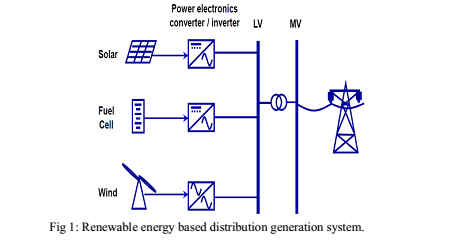 Power electronics
converter / inverter LV MV
Solar
Fuel
Cell
Wind
Fig 1: Renewable energy based distribution generation system.